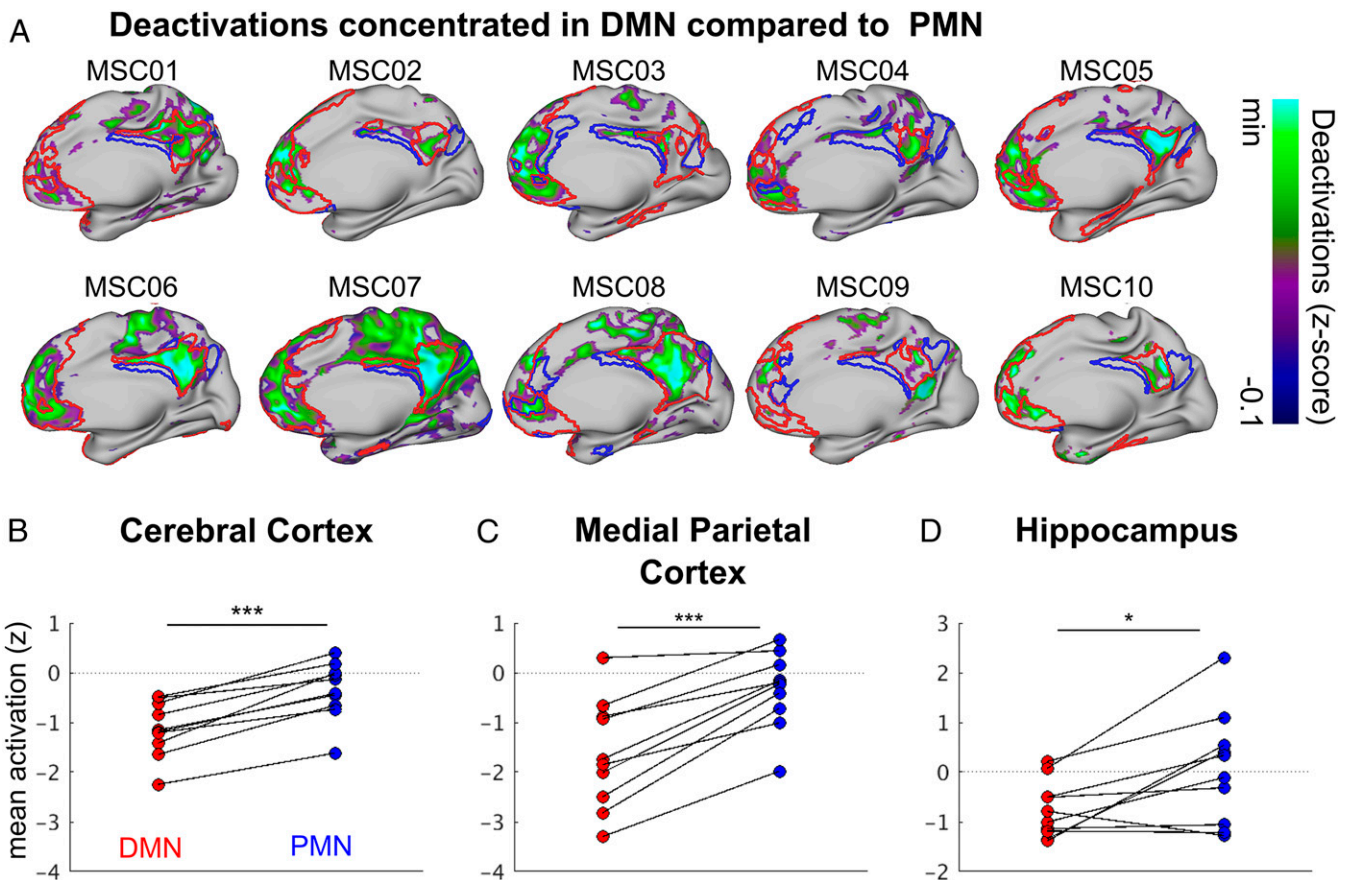 A
Deactivations concentrated in DMN compared to PMN
MSC01 MSC02 MSC03 MSC04 MSC05
MSC06 MSC07 MSC08 MSC09 MSC10
min
-0.1
Deactivations (z-score)
B Cerebral Cortex
C Medial Parietal
Cortex
D Hippocampus
mean activation (z)
1
0
−1
−2
−3
−4
***
DMN PMN
1
0
−1
−2
−3
−4
***
3
2
1
0
−1
−2
*